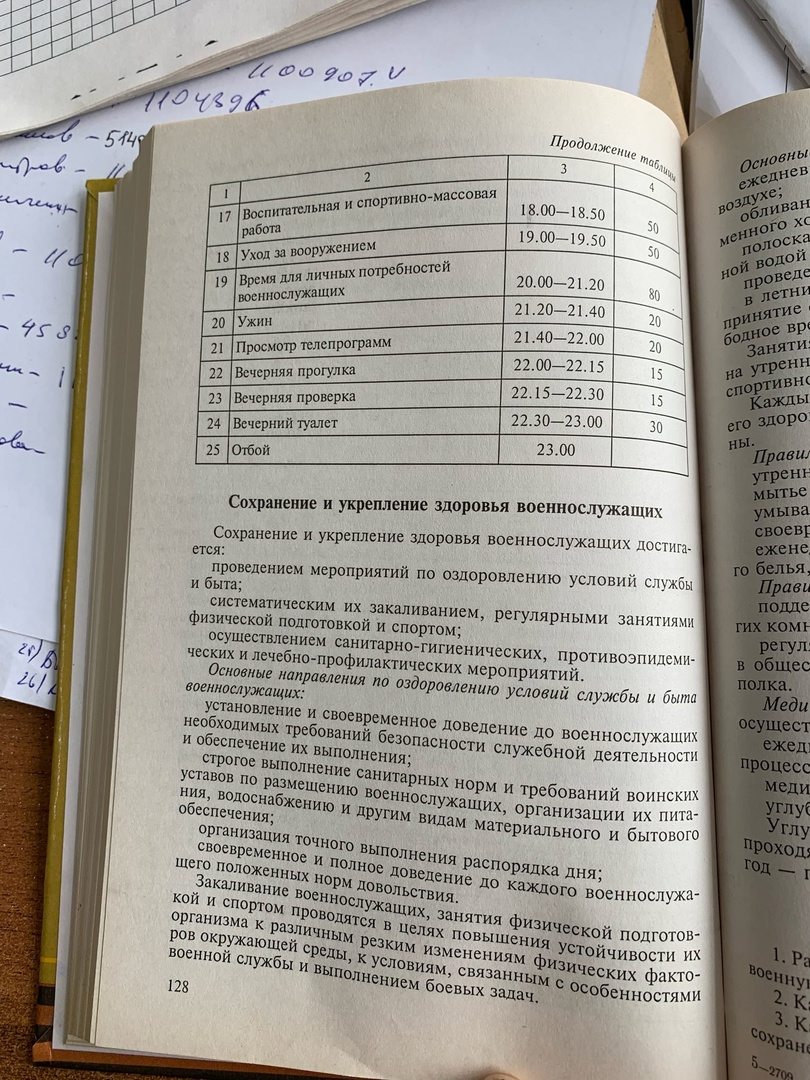 1100907. V
110439
Продолжение таблицы
1 2 3 4
17 Воспитательная и спортивно-массовая работа 18.00—18.50 50
18 Уход за вооружением 19.00—19.50 50
19 Время для личных потребностей военнослужащих 20.00—21.20 80
20 Ужин 21.20—21.40 20
21 Просмотр телепрограмм 21.40—22.00 20
22 Вечерняя прогулка 22.00—22.15 15
23 Вечерняя проверка 22.15—22.30 15
24 Вечерний туалет 22.30—23.00 30
25 Отбой 23.00
Сохранение и укрепление здоровья военнослужащих
Сохранение и укрепление здоровья военнослужащих достига-
ется:
проведением мероприятий по оздоровлению условий службы
и быта;
систематическим их закаливанием, регулярными занятиями
физической подготовкой и спортом;
осуществлением санитарно-гигиенических, противоэпидеми-
ческих и лечебно-профилактических мероприятий.
Основные направления по оздоровлению условий службы и быта
военнослужащих:
установление и своевременное доведение до военнослужащих
необходимых требований безопасности служебной деятельности
и обеспечение их выполнения;
строгое выполнение санитарных норм и требований воинских
уставов по размещению военнослужащих, организации их пита-
ния, водоснабжению и другим видам материального и бытового
обеспечения;
организация точного выполнения распорядка дня;
своевременное и полное доведение до каждого военнослужа-
щего положенных норм довольствия.
Закаливание военнослужащих, занятия физической подготов-
кой и спортом проводятся в целях повышения устойчивости их
организма к различным резким изменениям физических факто-
ров окружающей среды, к условиям, связанным с особенностями
военной службы и выполнением боевых задач.
128
Основны
ежеднев
воздухе;
обливан
менного хо
полоска
ной водой
проведе
в летни
принятие
бодное вре
Заняти
на утренн
спортивно
Кажды
его здоро
ны.
Правил
утренн
мытье
умыва
своевр
ежене
го белья,
Прави
подде
гих комн
регул
в общес
полка.
Меди
осущест
ежед
процесс
меди
углуб
Углу
проходя
год — п
1. Ра
военную
2. Ка
3. Ка
сохране
5—2709